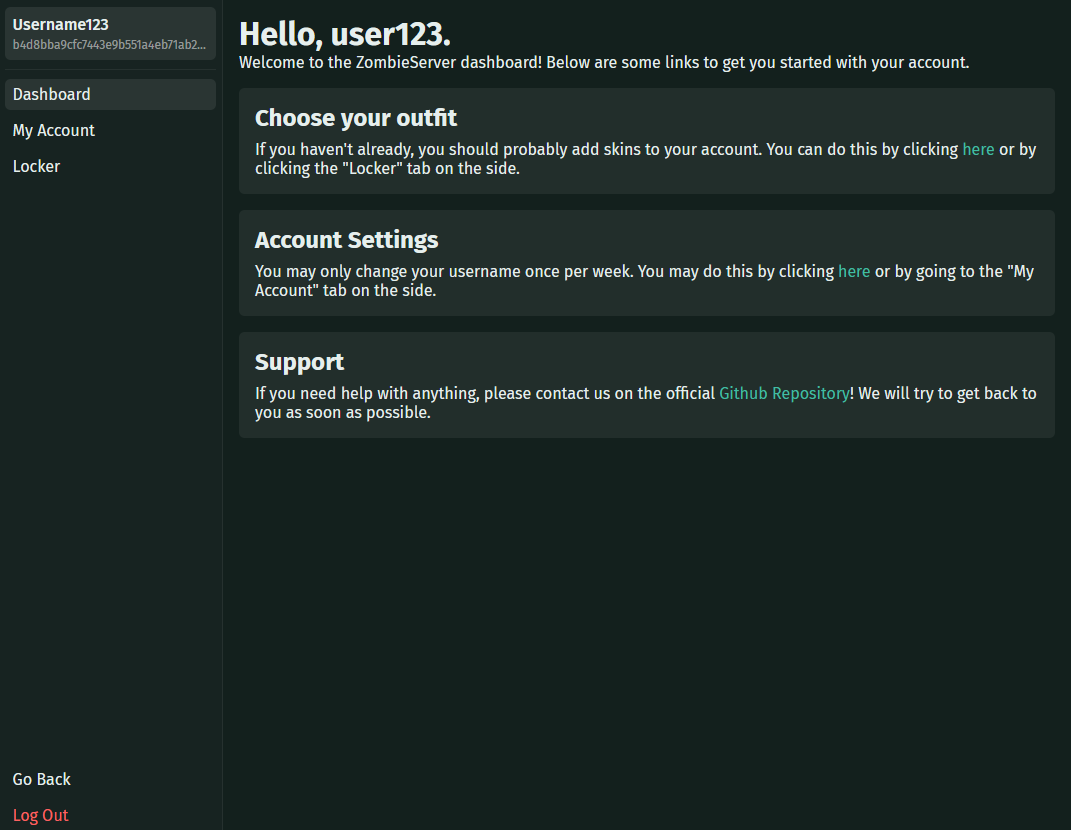 Username123
b4d8bba9cfc7443e9b551a4eb71ab2...
Dashboard
My Account
Locker
Go Back
Log Out
Hello, user123.
Welcome to the ZombieServer dashboard! Below are some links to get you started with your account.
Choose your outfit
If you haven't already, you should probably add skins to your account. You can do this by clicking here or by
clicking the "Locker" tab on the side.
Account Settings
You may only change your username once per week. You may do this by clicking here or by going to the "My
Account" tab on the side.
Support
If you need help with anything, please contact us on the official Github Repository! We will try to get back to
you as soon as possible.